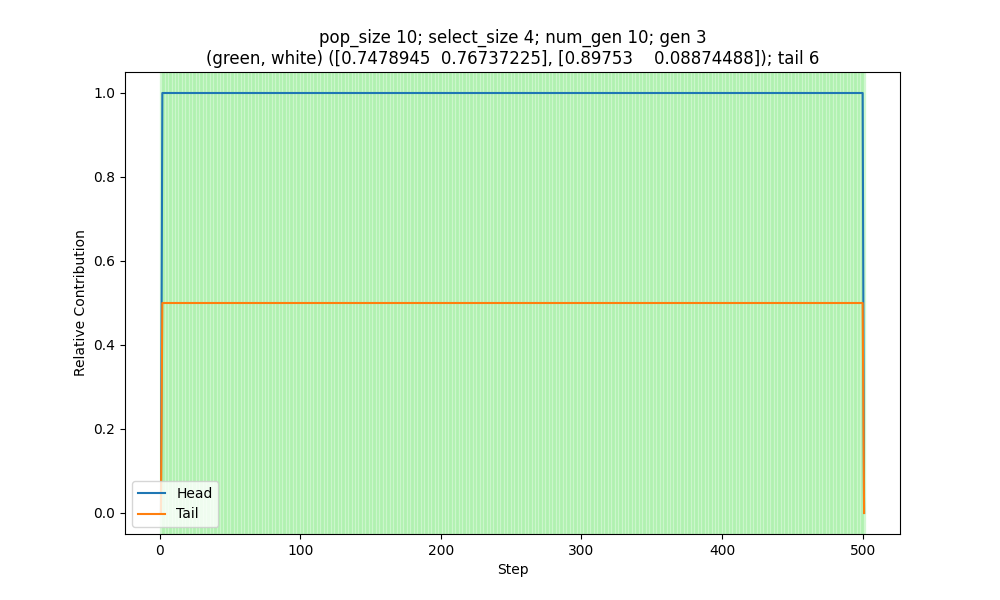 pop_size 10; select_size 4; num_gen 10; gen 3
(green, white) ([0.7478945  0.76737225], [0.89753    0.08874488]); tail 6
Relative Contribution
1.0
0.8
0.6
0.4
0.2
0.0
Head
Tail
0 100 200 300 400 500
Step